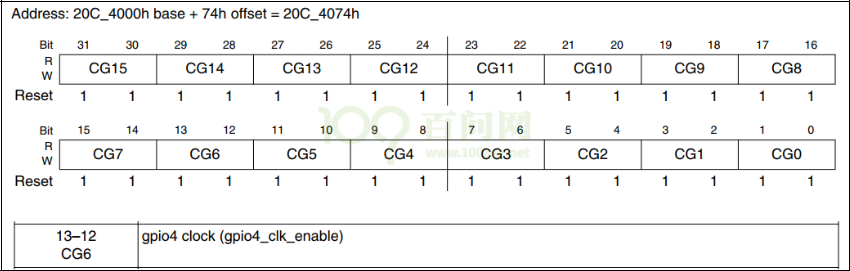 Address: 20C_4000h base + 74h offset = 20C_4074h
Bit 31 30 29 28 27 26 25 24 23 22 21 20 19 18 17 16
R
W
CG15 CG14 CG13 CG12 CG11 CG10 CG9 CG8
Reset 1 1 1 1 1 1 1 1 1 1 1 1 1 1 1 1
Bit 15 14 13 12 11 10 9 8 7 6 5 4 3 2 1 0
R
W
CG7 CG6 CG5 CG4 CG3 CG2 CG1 CG0
Reset 1 1 1 1 1 1 1 1 1 1 1 1 1 1 1 1
100 百问网
13–12
CG6
gpio4 clock (gpio4_clk_enable)